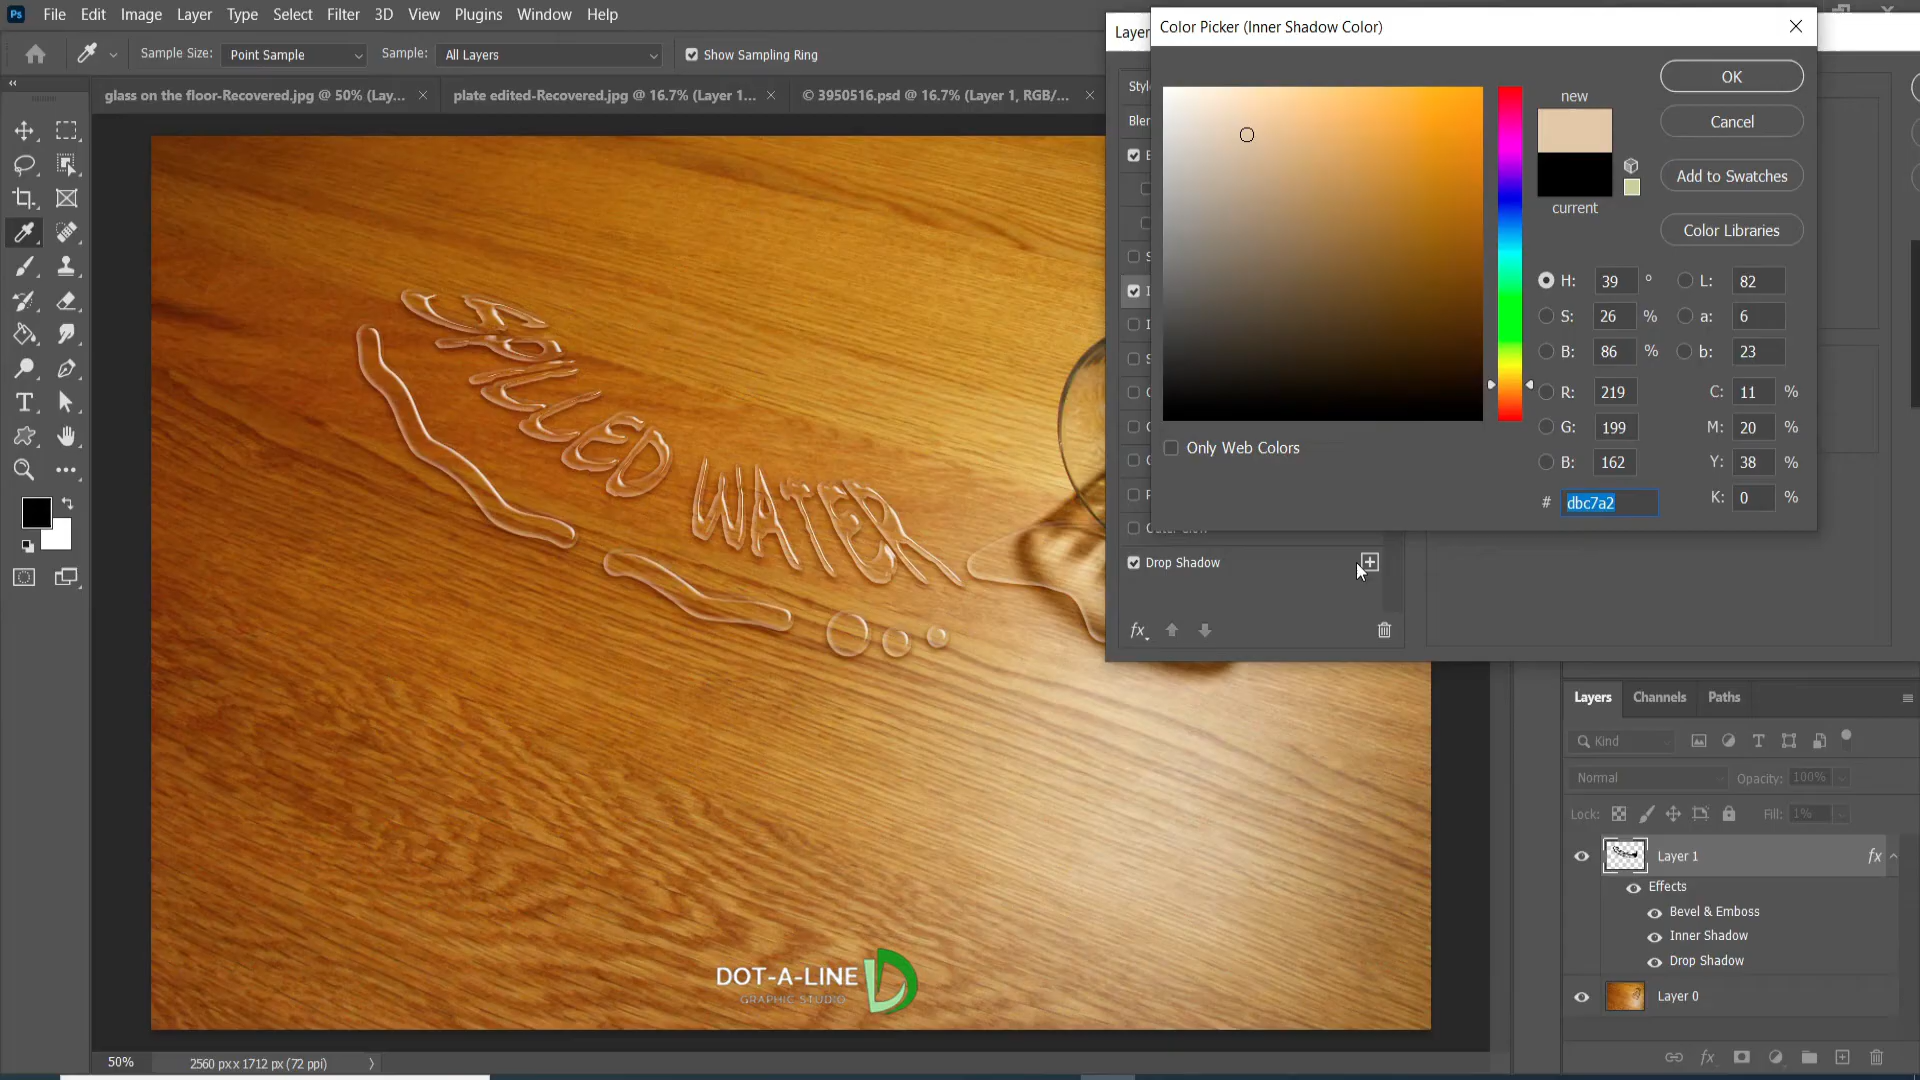 File Edit Image Layer Type Select Filter 3D View Plugins Window Help
Sample Size: Point Sample Sample: All Layers Show Sampling Ring
glass on the floor-Recovered.jpg @ 50% (Lay... × plate edited-Recovered.jpg @ 16.7% (Layer 1... × © 3950516.psd @ 16.7% (Layer 1, RGB/... ×
SPILLED WATER
DOT-A-LINE
GRAPHIC STUDIO
50% 2560 px x 1712 px (72 ppi)
Color Picker (Inner Shadow Color)
OK
new
Cancel
Add to Swatches
current
Color Libraries
H: 39 ° L: 82
S: 26 % a: 6
B: 86 % b: 23
R: 219 C: 11 %
G: 199 M: 20 %
B: 162 Y: 38 %
# dbc7a2 K: 0 %
Only Web Colors
Drop Shadow
fx
Layers Channels Paths
Kind
Normal Opacity: 100%
Lock: Fill: 1%
Layer 1 fx
Effects
Bevel & Emboss
Inner Shadow
Drop Shadow
Layer 0
fx